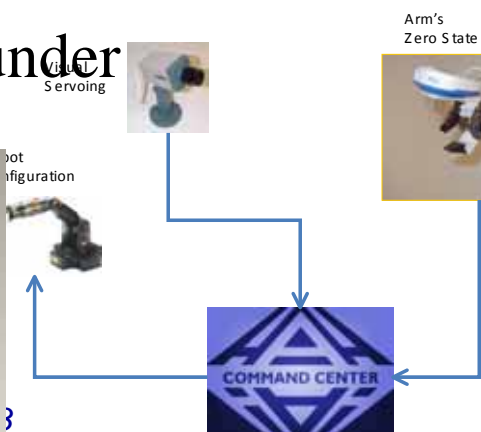 under
Visual
Servoing
Arm's
Zero State
bot
nfiguration
COMMAND CENTER
3